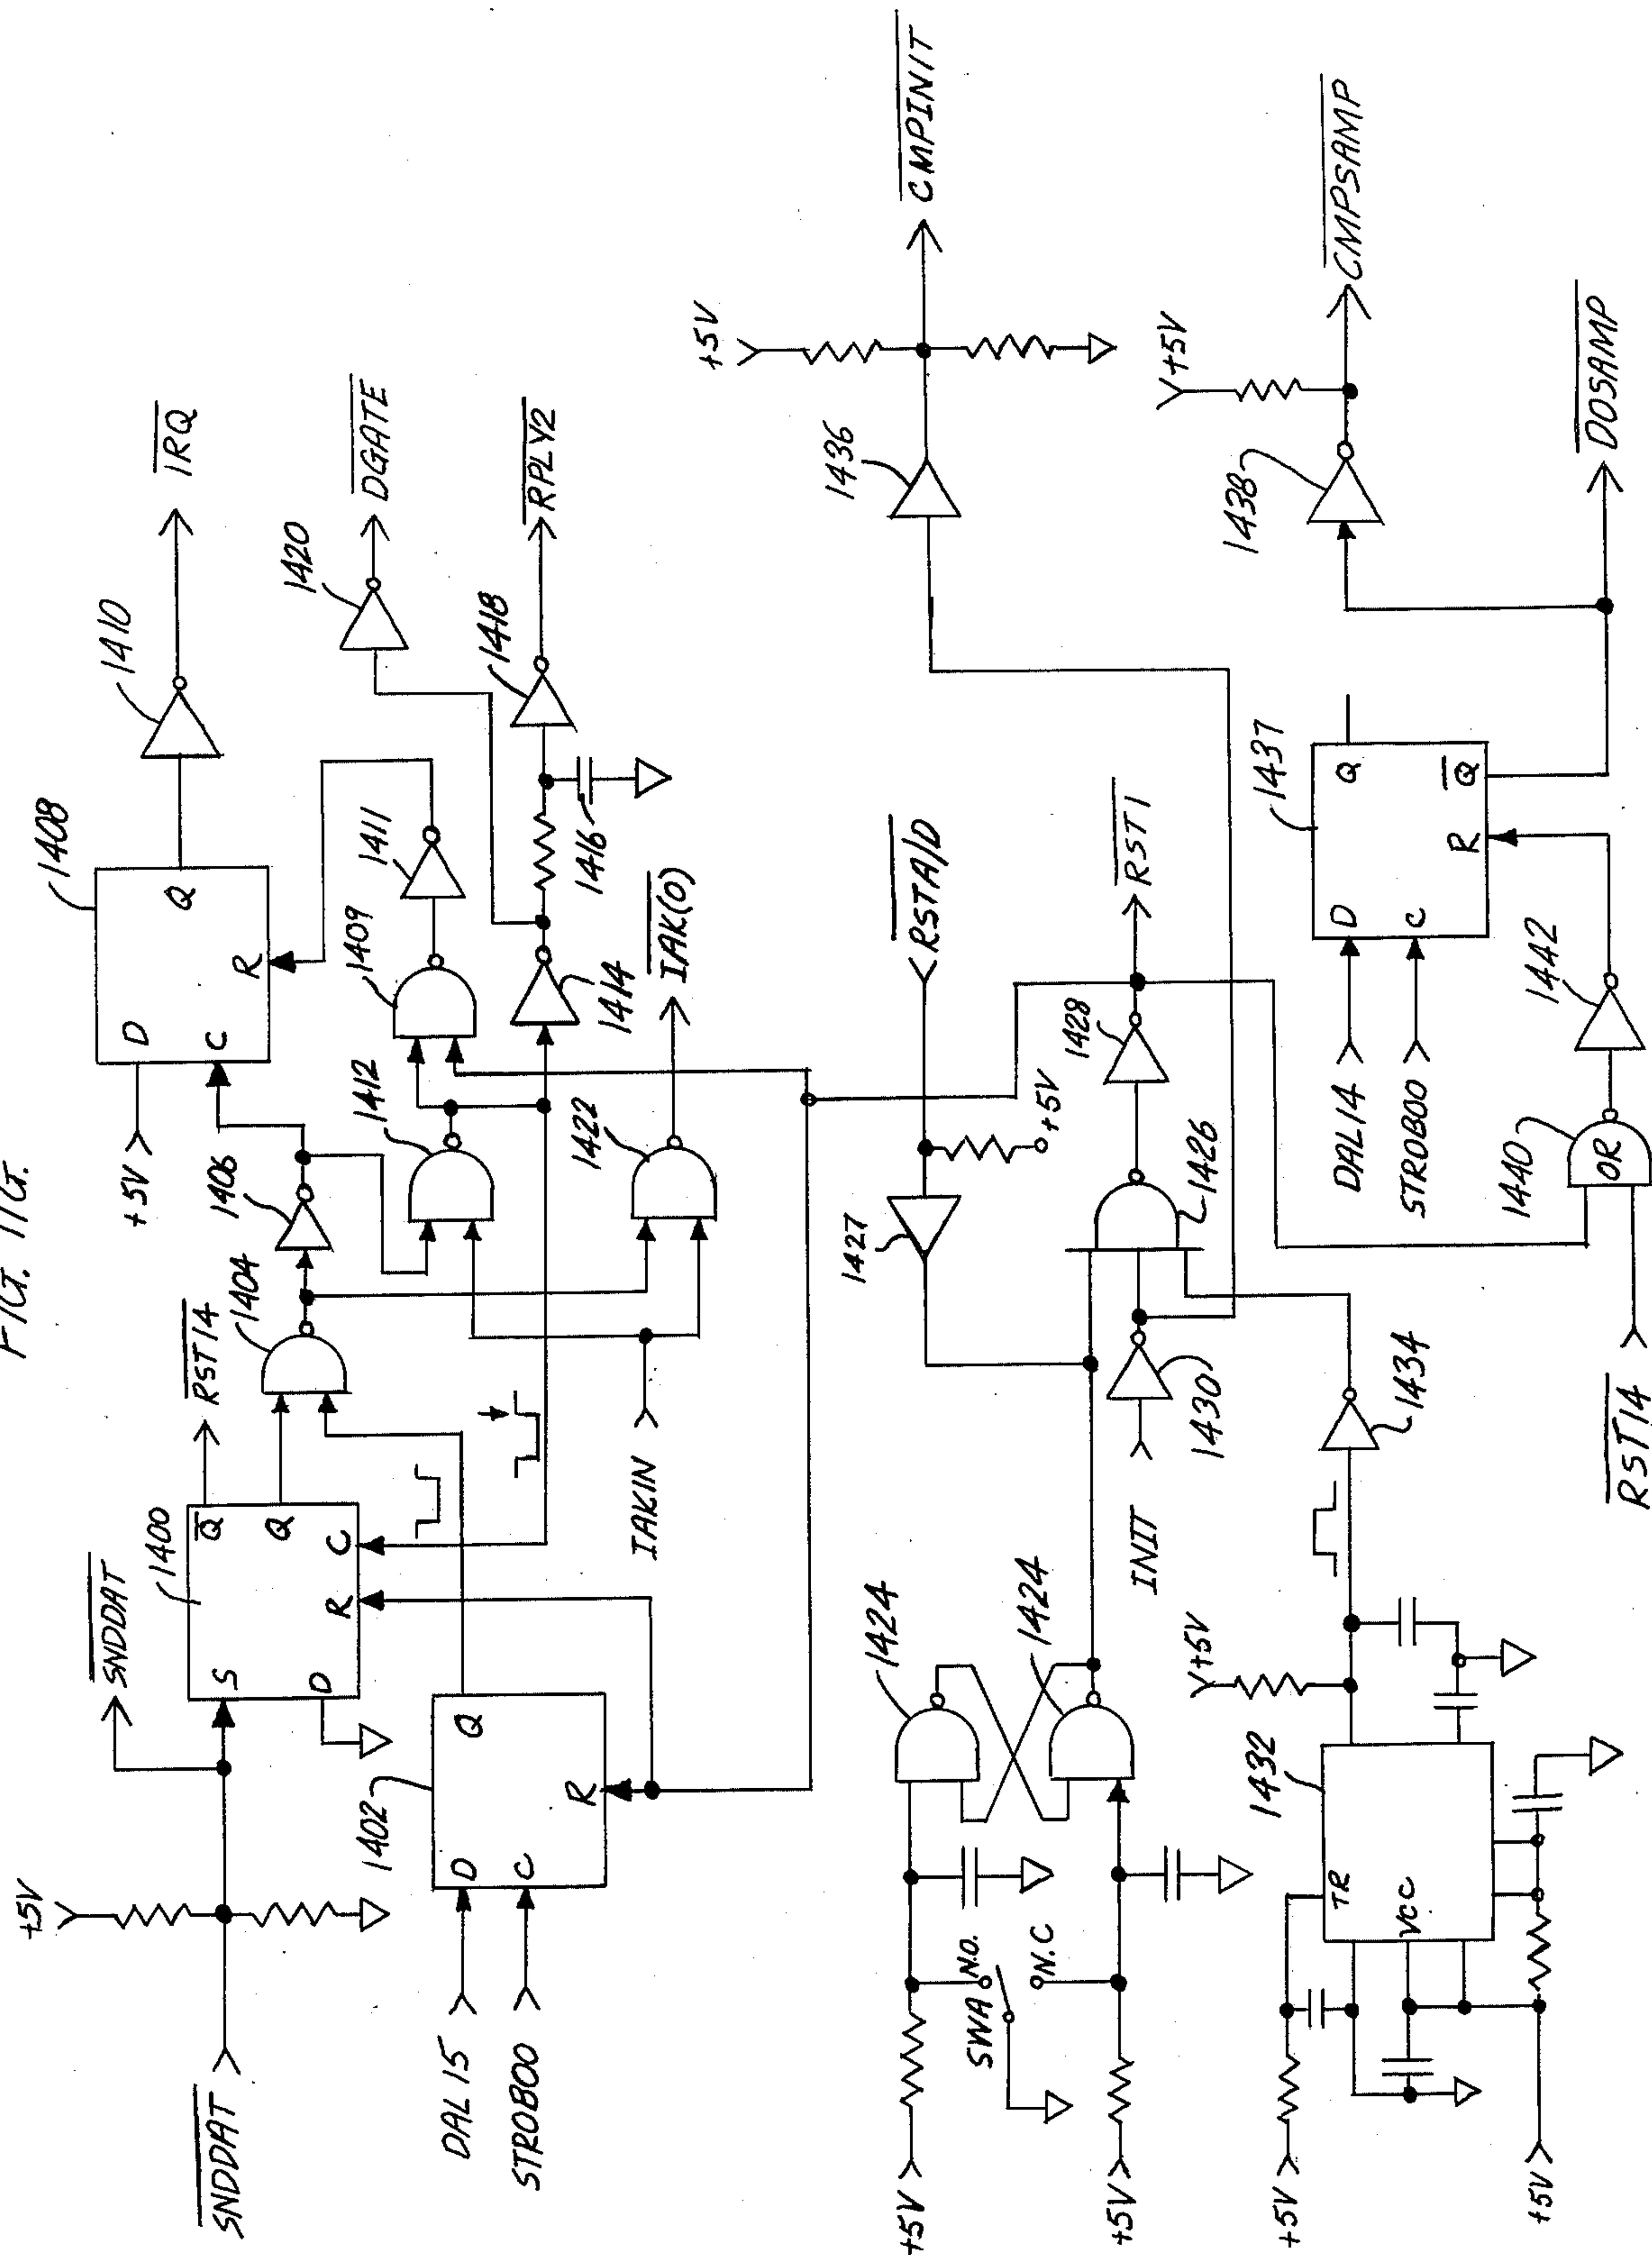 FIG. 11G.
+5V
SNDDAT
SNDDAT
1400
S
Q̅
Q
D
R
C
RST14
1404
1406
+5V
1408
D
C
Q
R
1410
IRQ
DAL15
STROB00
1402
D
C
Q
R
1412
1409
1411
1420
DGATE
IAKIN
1422
1414
1416
1418
RPLY2
IAK(0)
+5V
+5V
SWA
N.O.
N.C
1424
1424
INIT
1430
1427
+5V
RSTA/D
1426
1428
RST1
1436
+5V
CMPINIT
+5V
+5V
1432
TR
VCC
+5V
1434
DAL14
STROB00
1437
D
C
Q
Q̅
R
1438
+5V
CMPSAMP
DOSAMP
RST14
1440
OR
1442